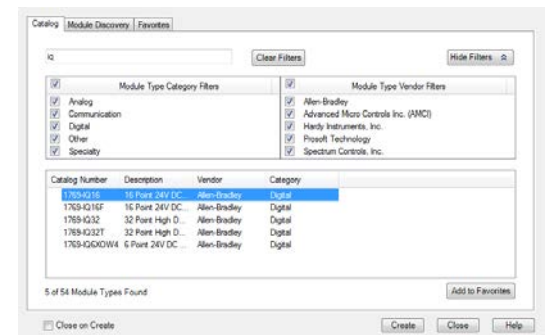 Catalog Module Discovery Favorites
iq Clear Filters Hide Filters
Module Type Category Filters Module Type Vendor Filters
Analog Allen-Bradley
Communication Advanced Micro Controls Inc. (AMCI)
Digital Hardy Instruments, Inc.
Other Prosoft Technology
Specialty Spectrum Controls, Inc.
Catalog Number Description Vendor Category
1769-IQ16 16 Point 24V DC... Allen-Bradley Digital
1769-IQ16F 16 Point 24V DC... Allen-Bradley Digital
1769-IQ32 32 Point High D... Allen-Bradley Digital
1769-IQ32T 32 Point High D... Allen-Bradley Digital
1769-IQ6XOW4 6 Point 24V DC ... Allen-Bradley Digital
5 of 54 Module Types Found Add to Favorites
Close on Create Create Close Help